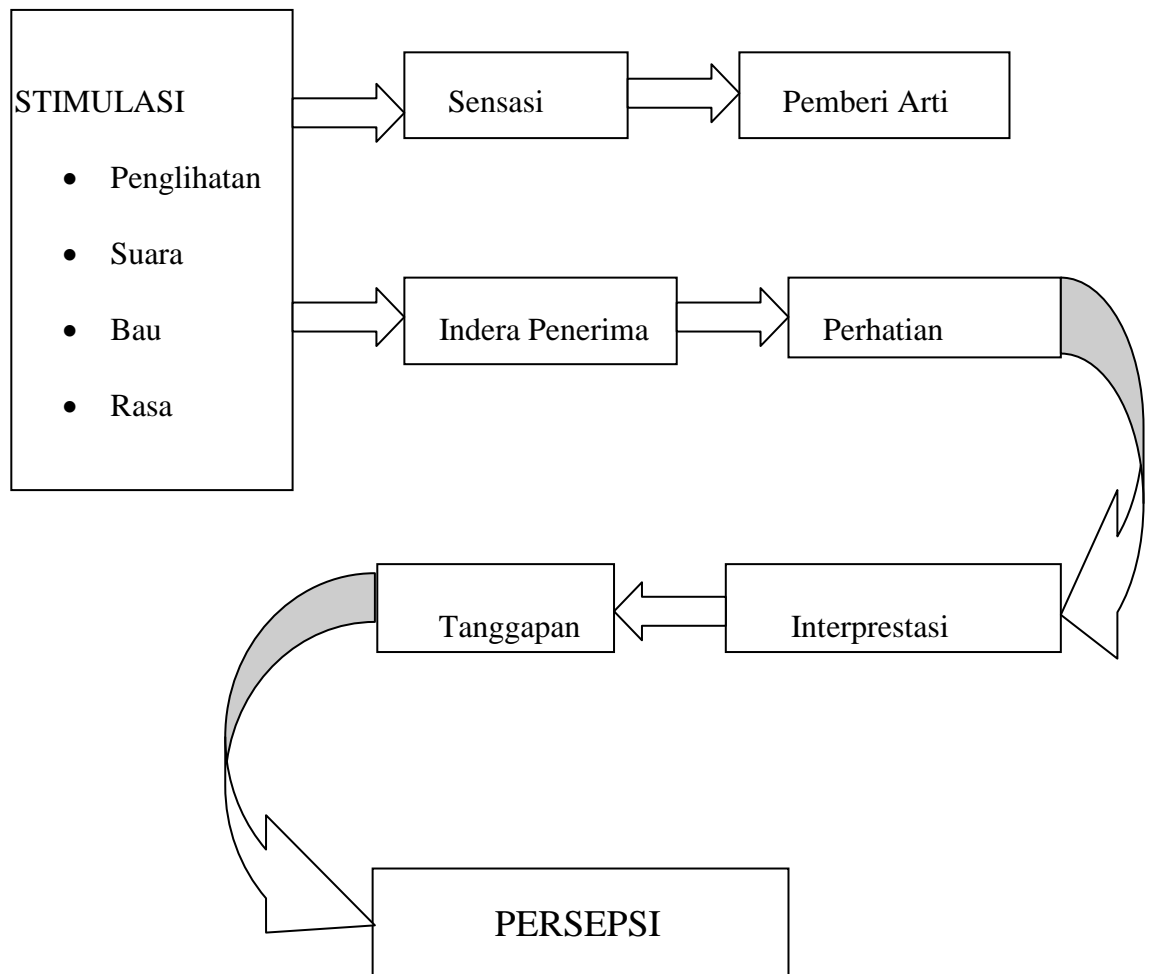 STIMULASI
• Penglihatan
• Suara
• Bau
• Rasa
Sensasi
Pemberi Arti
Indera Penerima
Perhatian
Interprestasi
Tanggapan
PERSEPSI